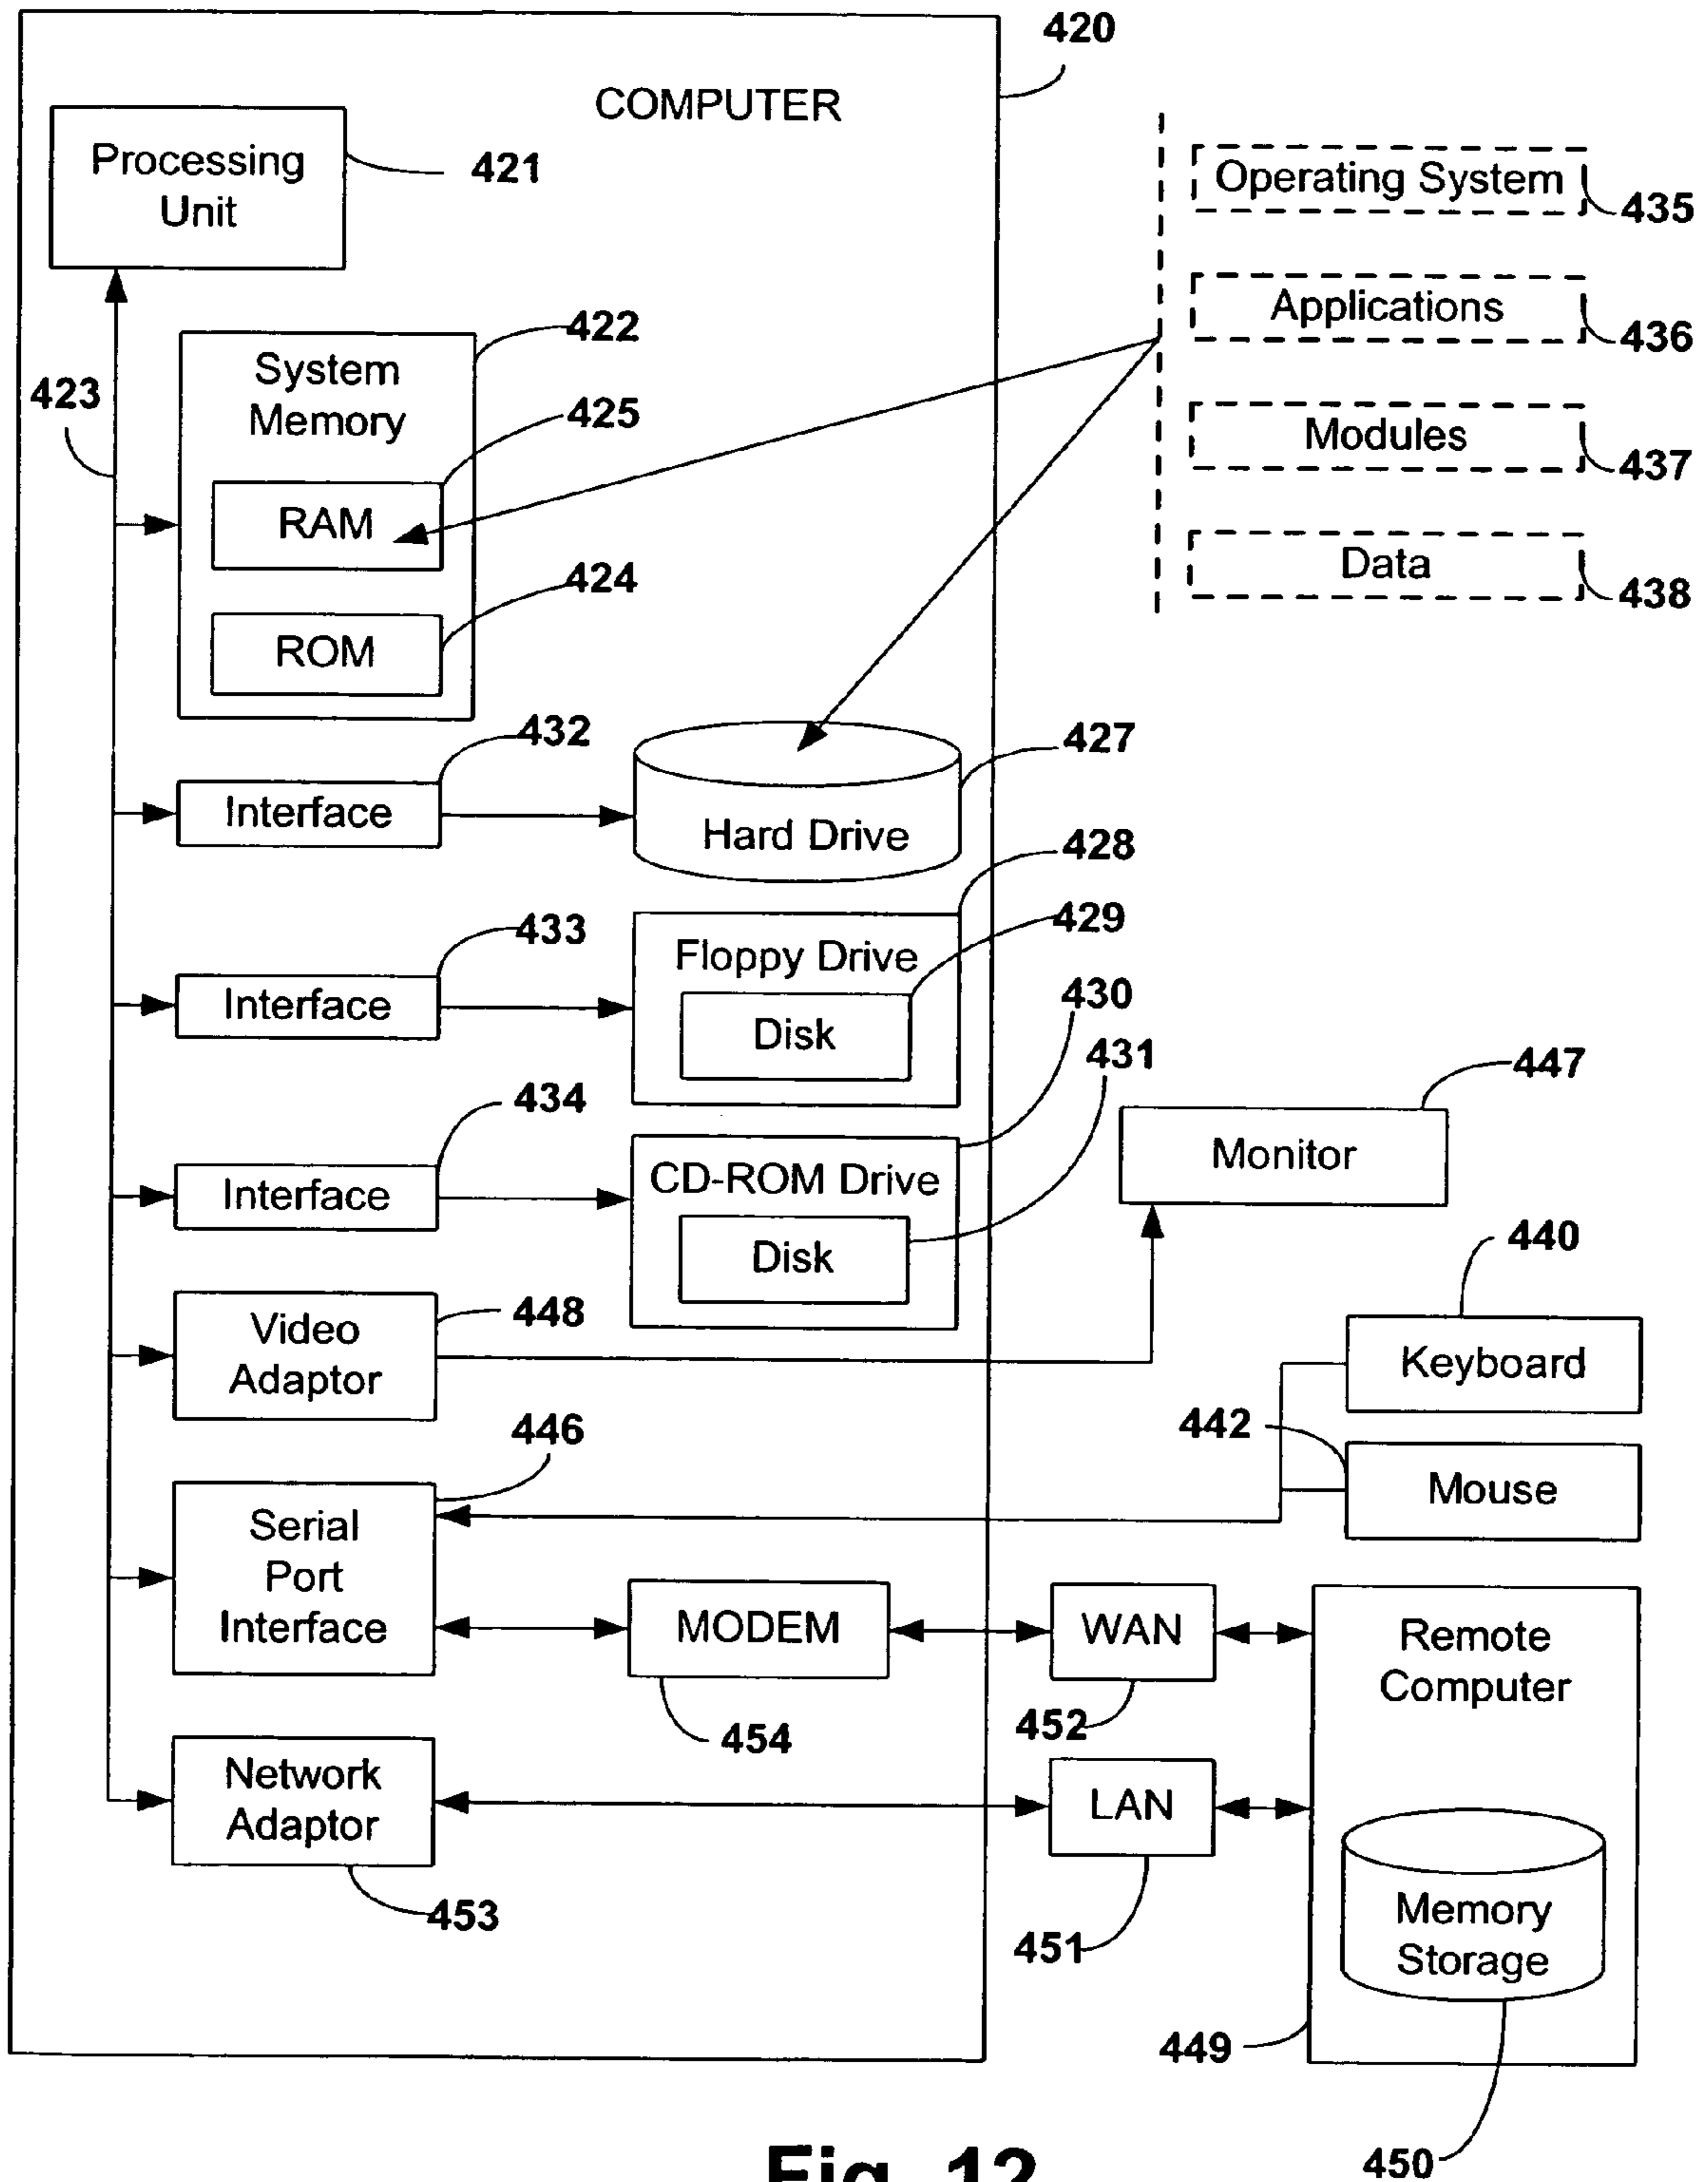 420
COMPUTER
Processing
Unit
421
Operating System
435
Applications
436
Modules
437
Data
438
422
System
Memory
423
425
RAM
424
ROM
432
Interface
427
Hard Drive
428
433
Interface
429
Floppy Drive
Disk
430
431
434
Interface
CD-ROM Drive
Disk
447
Monitor
440
Keyboard
448
Video
Adaptor
442
Mouse
446
Serial
Port
Interface
MODEM
454
WAN
452
Remote
Computer
Network
Adaptor
453
LAN
451
Memory
Storage
449
450
Fig. 12